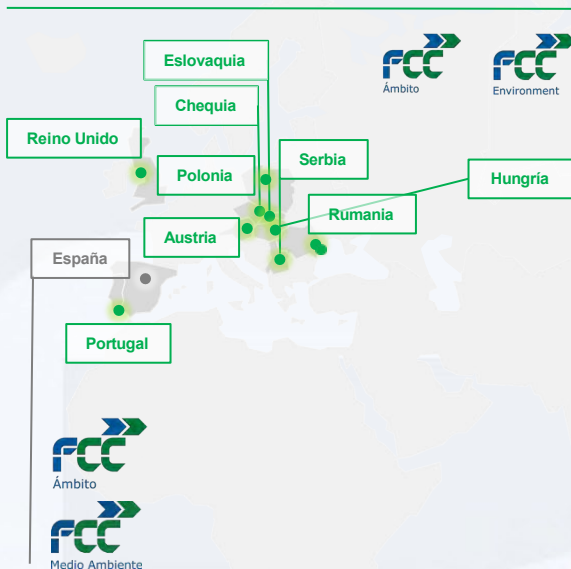 Eslovaquia
FCC
Ámbito
FCC
Environment
Chequia
Reino Unido
Polonia
Serbia
Hungría
Rumania
Austria
España
Portugal
FCC
Ámbito
FCC
Medio Ambiente